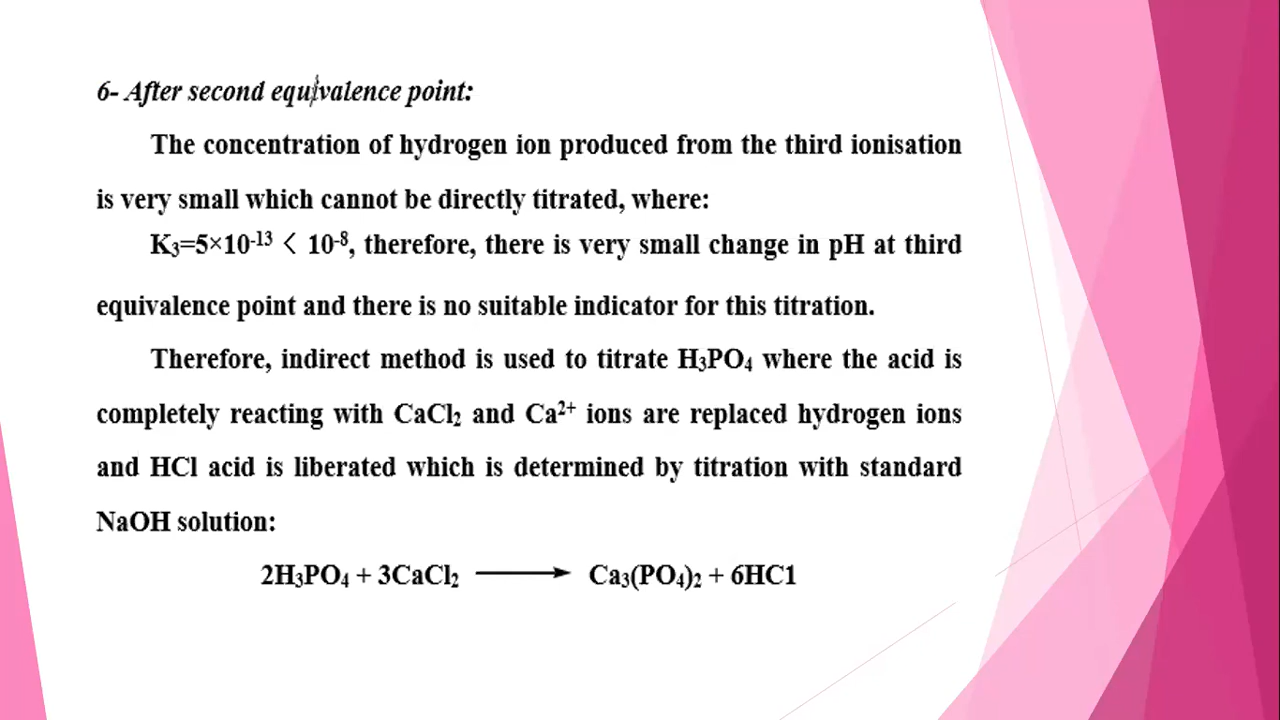 6- After second equivalence point:
The concentration of hydrogen ion produced from the third ionisation
is very small which cannot be directly titrated, where:
K₃=5×10⁻¹³ < 10⁻⁸, therefore, there is very small change in pH at third
equivalence point and there is no suitable indicator for this titration.
Therefore, indirect method is used to titrate H₃PO₄ where the acid is
completely reacting with CaCl₂ and Ca²⁺ ions are replaced hydrogen ions
and HCl acid is liberated which is determined by titration with standard
NaOH solution:
2H₃PO₄ + 3CaCl₂ ⟶ Ca₃(PO₄)₂ + 6HC1